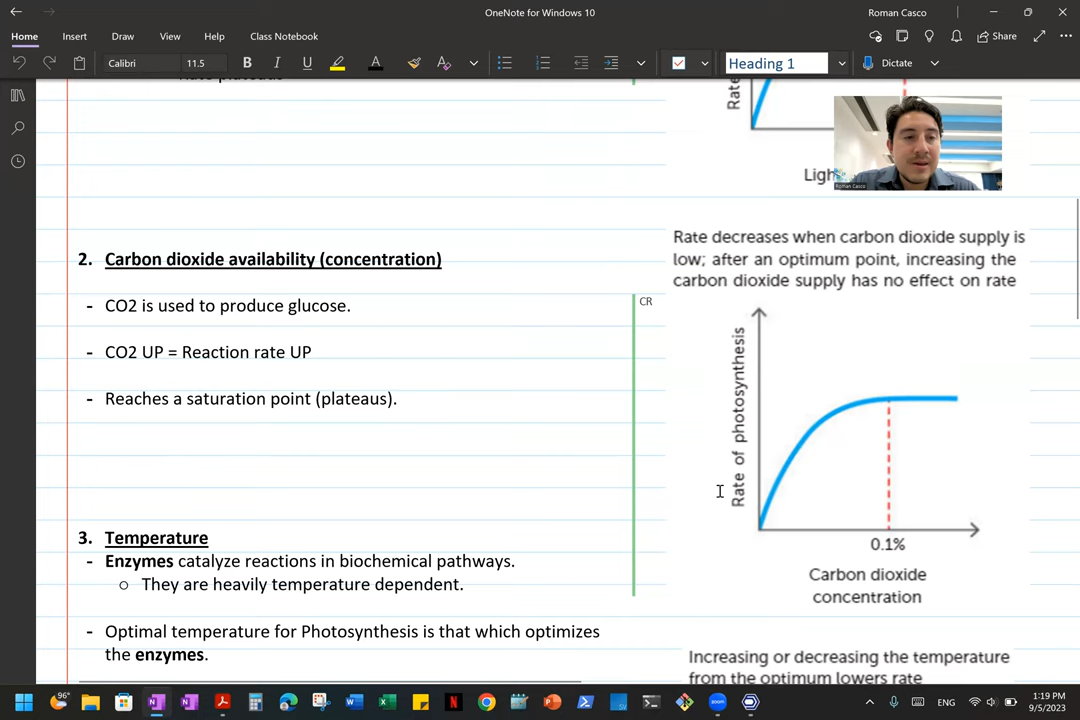 OneNote for Windows 10
Roman Casco
Home Insert Draw View Help Class Notebook
Share
Calibri 11.5 B I U A Heading 1 Dictate
Rate
Light
Roman Casco
Rate decreases when carbon dioxide supply is
low; after an optimum point, increasing the
carbon dioxide supply has no effect on rate
2. Carbon dioxide availability (concentration)
- CO2 is used to produce glucose.
CR
- CO2 UP = Reaction rate UP
- Reaches a saturation point (plateaus).
Rate of photosynthesis
0.1%
Carbon dioxide
concentration
3. Temperature
- Enzymes catalyze reactions in biochemical pathways.
○ They are heavily temperature dependent.
- Optimal temperature for Photosynthesis is that which optimizes
the enzymes.
Increasing or decreasing the temperature
from the optimum lowers rate
96°
ENG
1:19 PM
9/5/2023